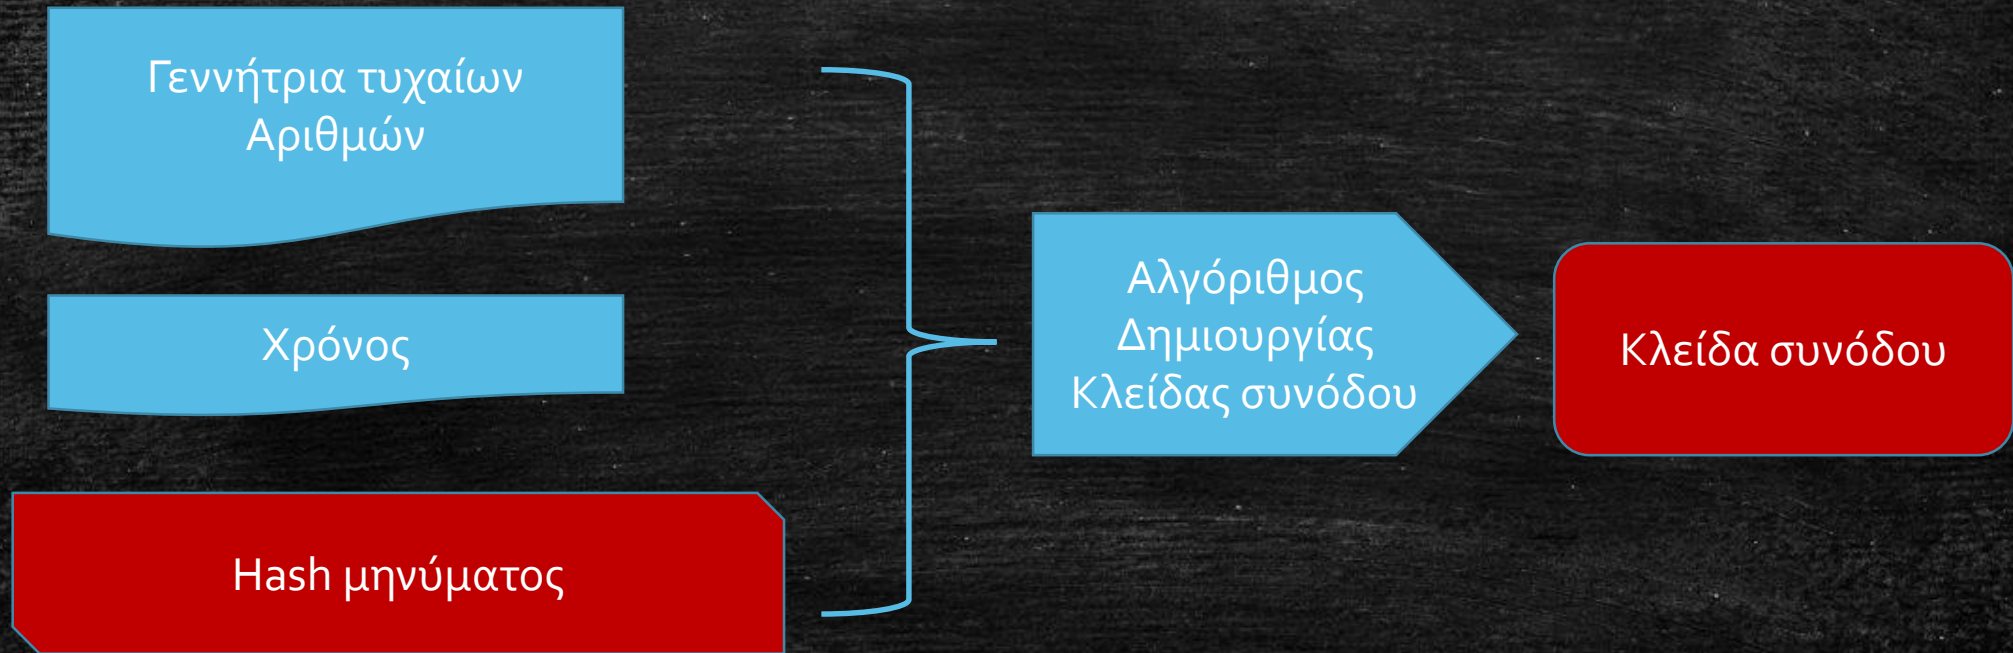 Γεννήτρια τυχαίων
Αριθμών
Χρόνος
Hash μηνύματος
Αλγόριθμος
Δημιουργίας
Κλείδας συνόδου
Κλείδα συνόδου